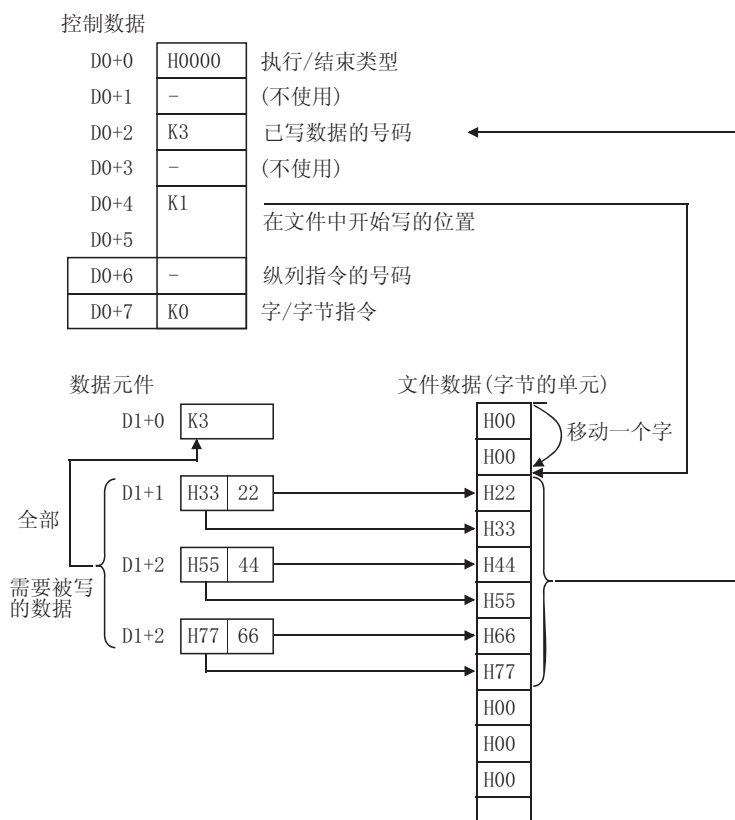 控制数据
D0+0 H0000 执行/结束类型
D0+1 - (不使用)
D0+2 K3 已写数据的号码
D0+3 - (不使用)
D0+4 K1
在文件中开始写的位置
D0+5
D0+6 - 纵列指令的号码
D0+7 K0 字/字节指令
数据元件 文件数据(字节的单元)
D1+0 K3 H00
移动一个字
H00
D1+1 H33 22 H22
全部 H33
D1+2 H55 44 H44
需要被写
的数据
H55
D1+2 H77 66 H66
H77
H00
H00
H00